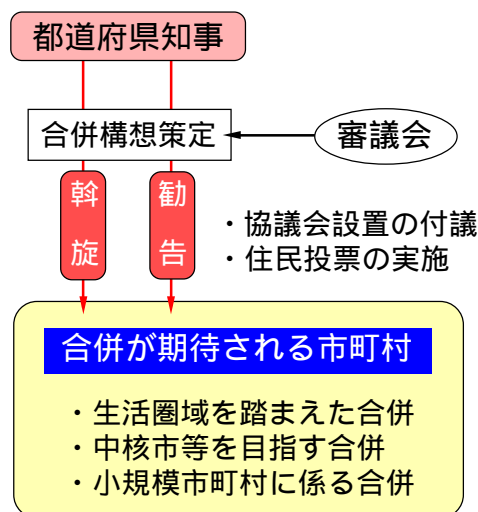 都道府県知事
合併構想策定
審議会
斡旋
勧告
・協議会設置の付議
・住民投票の実施
合併が期待される市町村
・生活圏域を踏まえた合併
・中核市等を目指す合併
・小規模市町村に係る合併